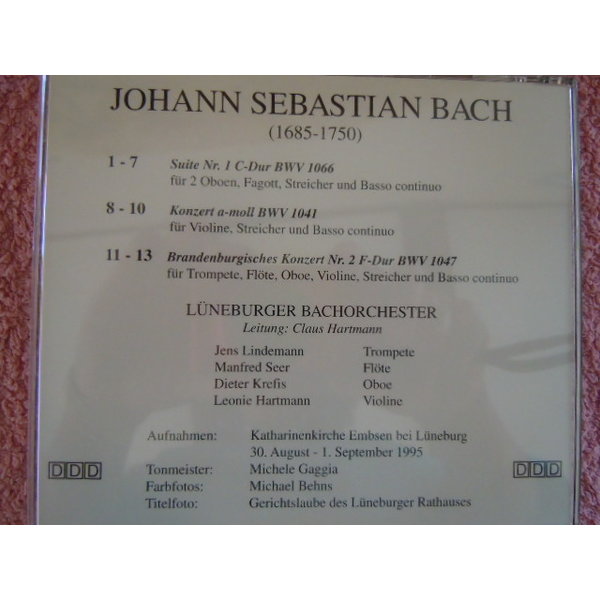 JOHANN SEBASTIAN BACH
(1685-1750)
1 - 7 Suite Nr. 1 C-Dur BWV 1066
für 2 Oboen, Fagott, Streicher und Basso continuo
8 - 10 Konzert a-moll BWV 1041
für Violine, Streicher und Basso continuo
11 - 13 Brandenburgisches Konzert Nr. 2 F-Dur BWV 1047
für Trompete, Flöte, Oboe, Violine, Streicher und Basso continuo
LÜNEBURGER BACHORCHESTER
Leitung: Claus Hartmann
Jens Lindemann Trompete
Manfred Seer Flöte
Dieter Krefis Oboe
Leonie Hartmann Violine
Aufnahmen: Katharinenkirche Embsen bei Lüneburg
30. August - 1. September 1995
Tonmeister: Michele Gaggia
Farbfotos: Michael Behns
Titelfoto: Gerichtslaube des Lüneburger Rathauses
DDD DDD